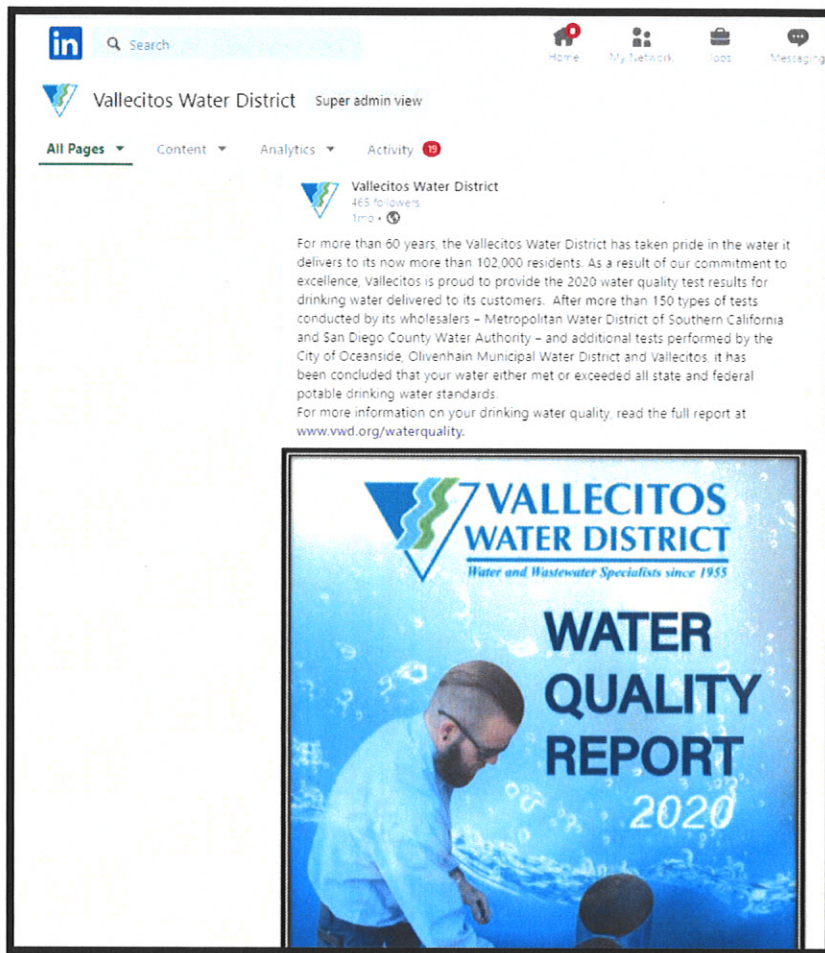 in
Search
Home
My Network
Jobs
Messaging
Vallecitos Water District Super admin view
All Pages Content Analytics Activity 19
Vallecitos Water District
465 followers
1mo •
For more than 60 years, the Vallecitos Water District has taken pride in the water it
delivers to its now more than 102,000 residents. As a result of our commitment to
excellence, Vallecitos is proud to provide the 2020 water quality test results for
drinking water delivered to its customers. After more than 150 types of tests
conducted by its wholesalers – Metropolitan Water District of Southern California
and San Diego County Water Authority – and additional tests performed by the
City of Oceanside, Olivenhain Municipal Water District and Vallecitos, it has
been concluded that your water either met or exceeded all state and federal
potable drinking water standards.
For more information on your drinking water quality, read the full report at
www.vwd.org/waterquality.
VALLECITOS
WATER DISTRICT
Water and Wastewater Specialists since 1955
WATER
QUALITY
REPORT
2020